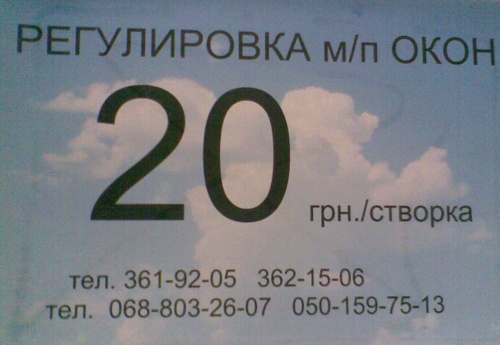 РЕГУЛИРОВКА м/п ОКОН
20 грн./створка
тел. 361-92-05 362-15-06
тел. 068-803-26-07 050-159-75-13